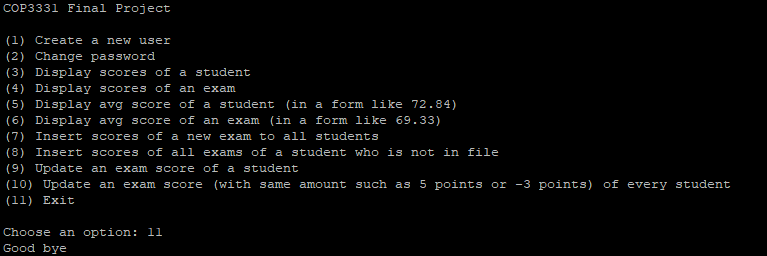 COP3331 Final Project
(1) Create a new user
(2) Change password
(3) Display scores of a student
(4) Display scores of an exam
(5) Display avg score of a student (in a form like 72.84)
(6) Display avg score of an exam (in a form like 69.33)
(7) Insert scores of a new exam to all students
(8) Insert scores of all exams of a student who is not in file
(9) Update an exam score of a student
(10) Update an exam score (with same amount such as 5 points or -3 points) of every student
(11) Exit
Choose an option: 11
Good bye